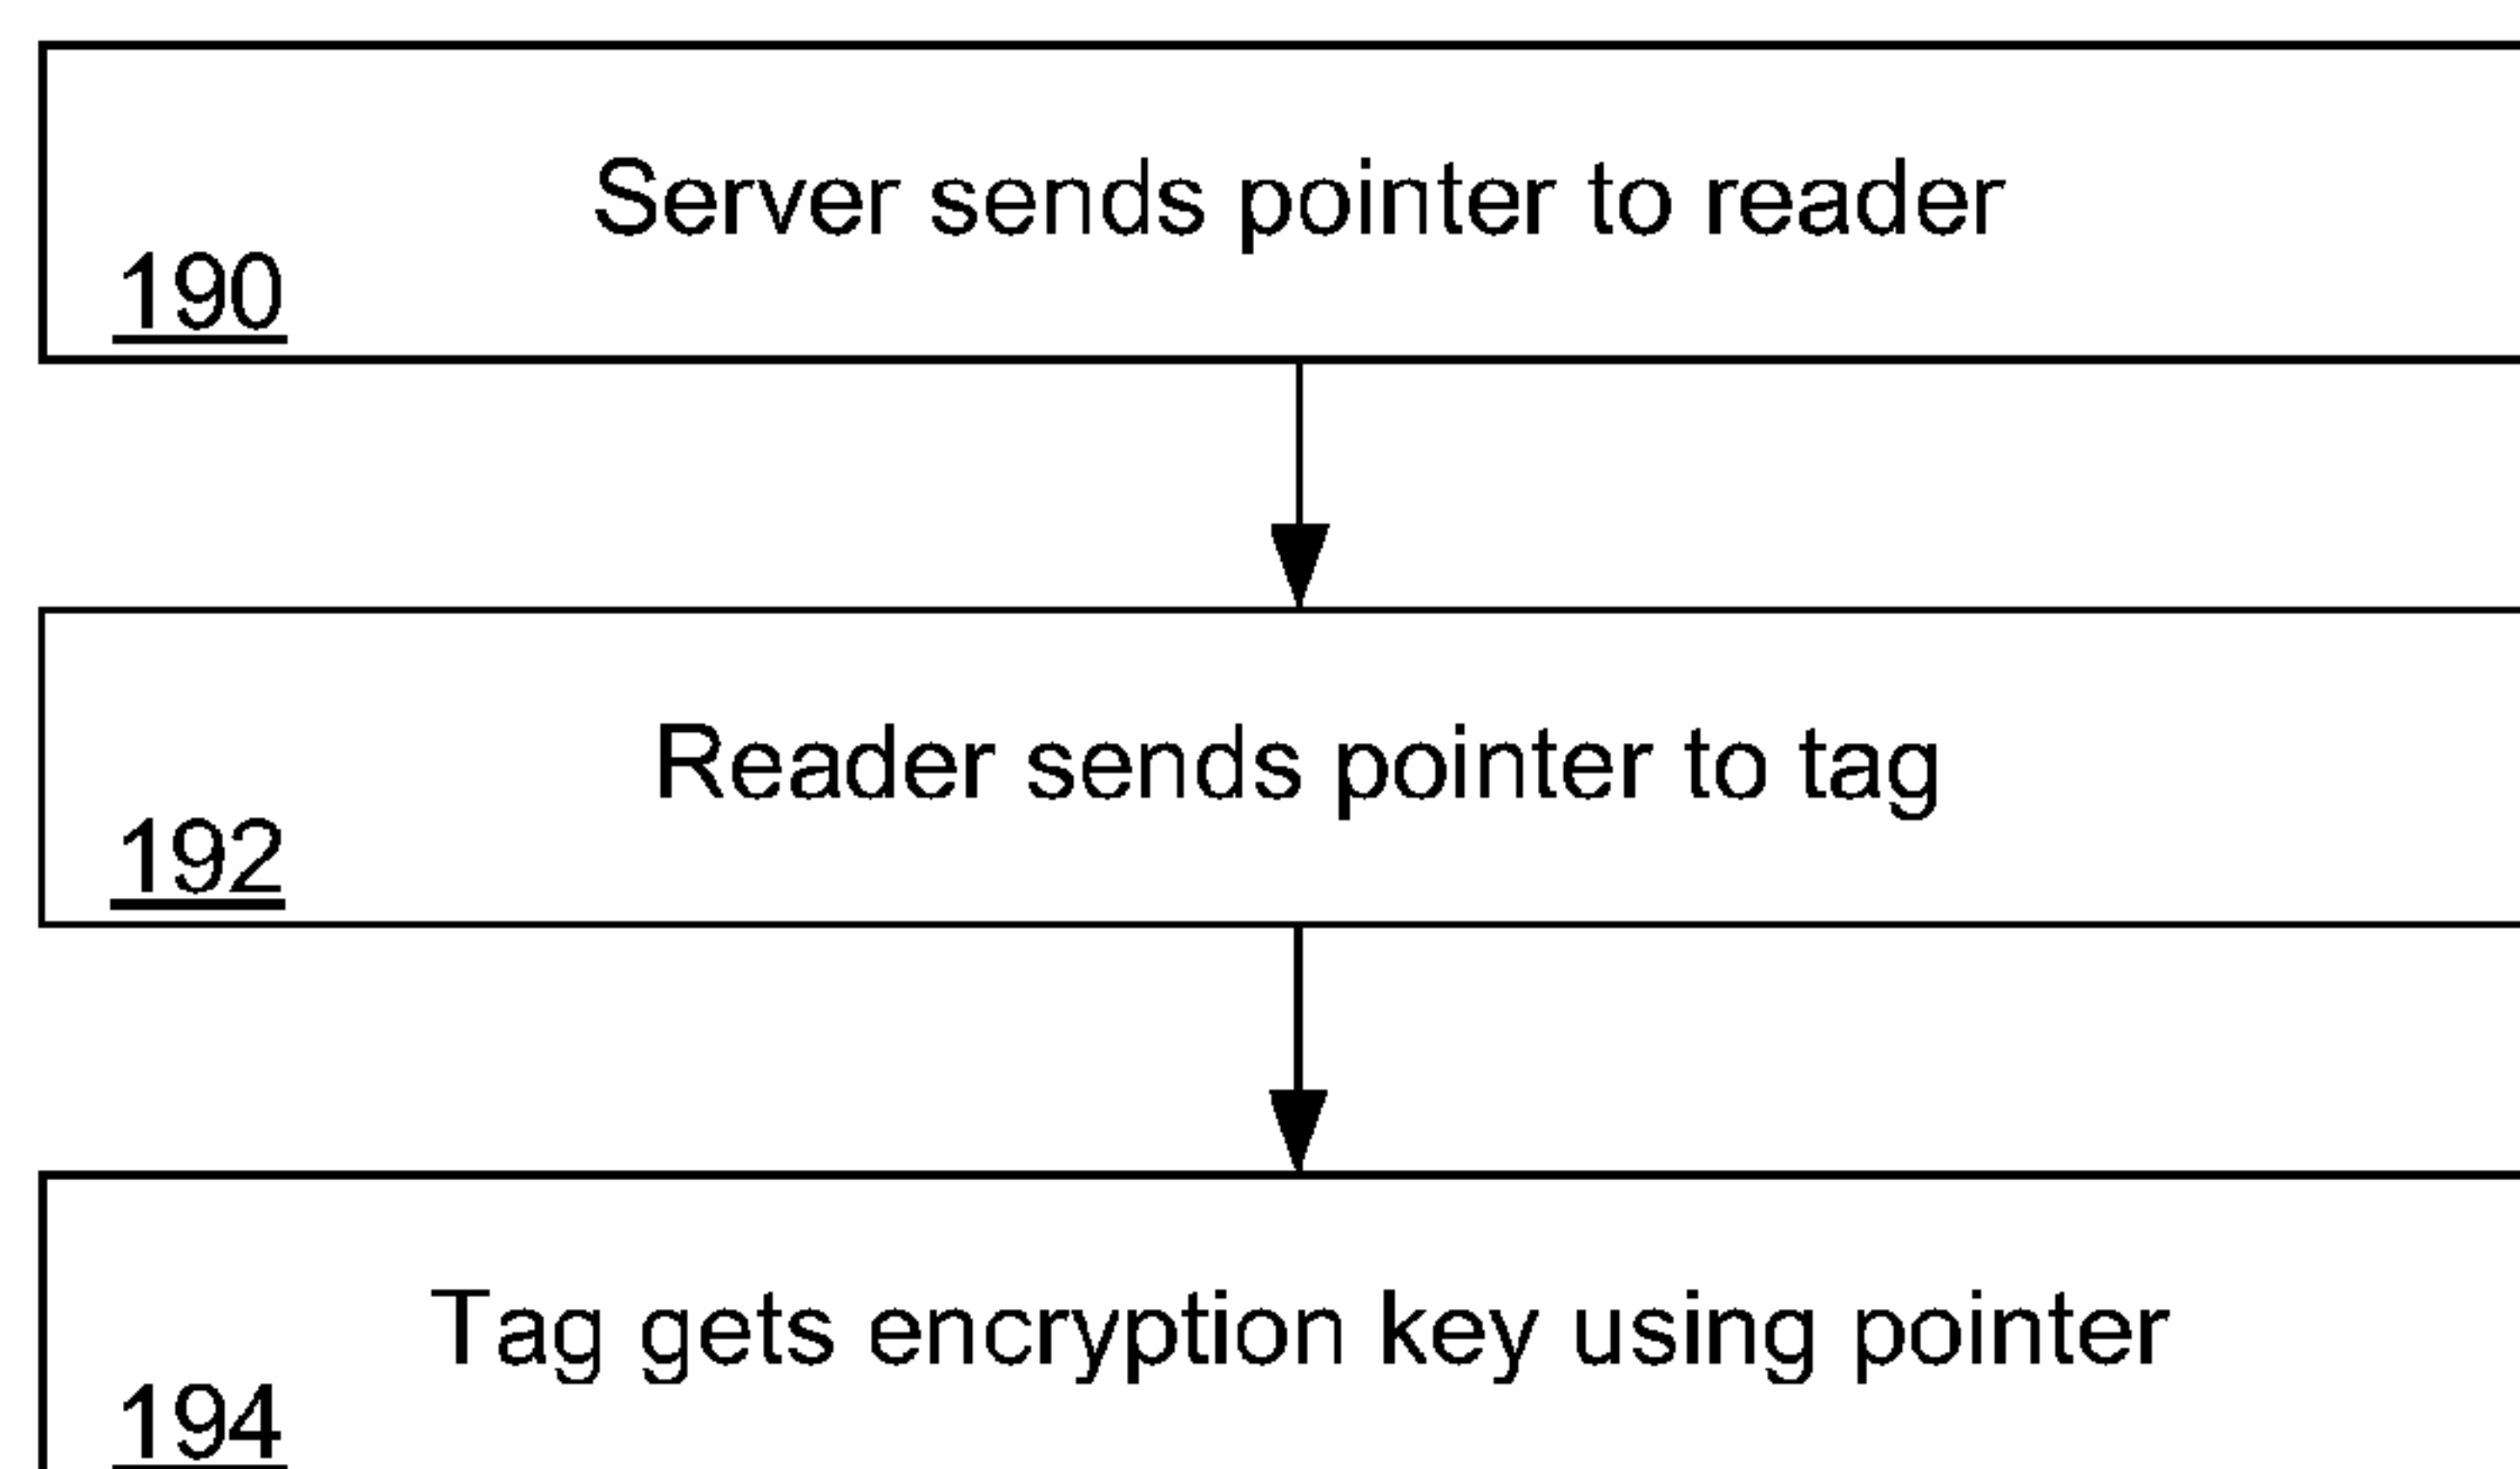 Server sends pointer to reader
190
Reader sends pointer to tag
192
Tag gets encryption key using pointer
194